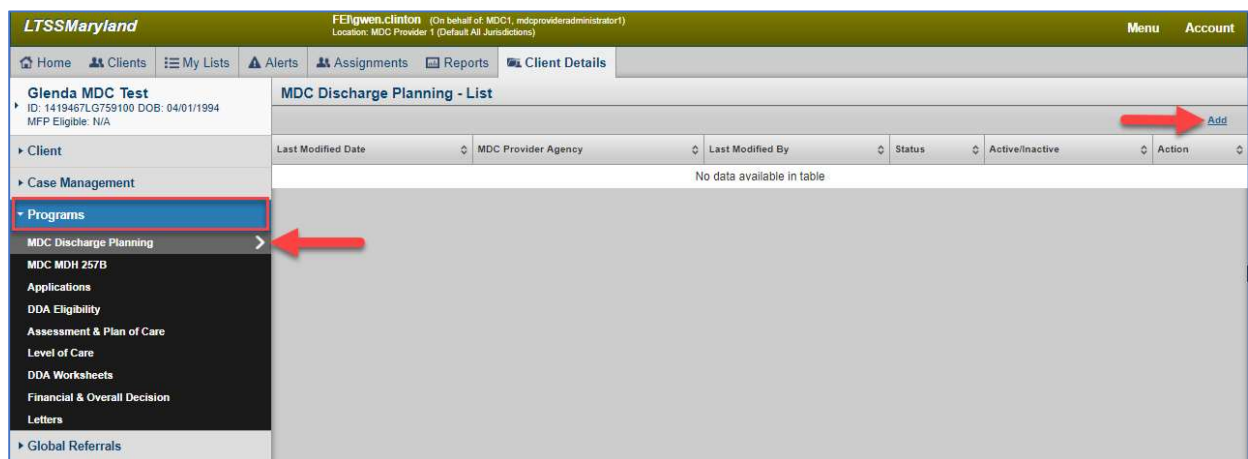 LTSSMaryland
FEI\gwen.clinton (On behalf of: MDC1, mdcprovideradministrator1)
Location: MDC Provider 1 (Default All Jurisdictions)
Menu Account
Home Clients My Lists Alerts Assignments Reports Client Details
Glenda MDC Test
ID: 1419467LG759100 DOB: 04/01/1994
MFP Eligible: N/A
MDC Discharge Planning - List
Add
Client
Last Modified Date MDC Provider Agency Last Modified By Status Active/Inactive Action
No data available in table
Case Management
Programs
MDC Discharge Planning
MDC MDH 257B
Applications
DDA Eligibility
Assessment & Plan of Care
Level of Care
DDA Worksheets
Financial & Overall Decision
Letters
Global Referrals